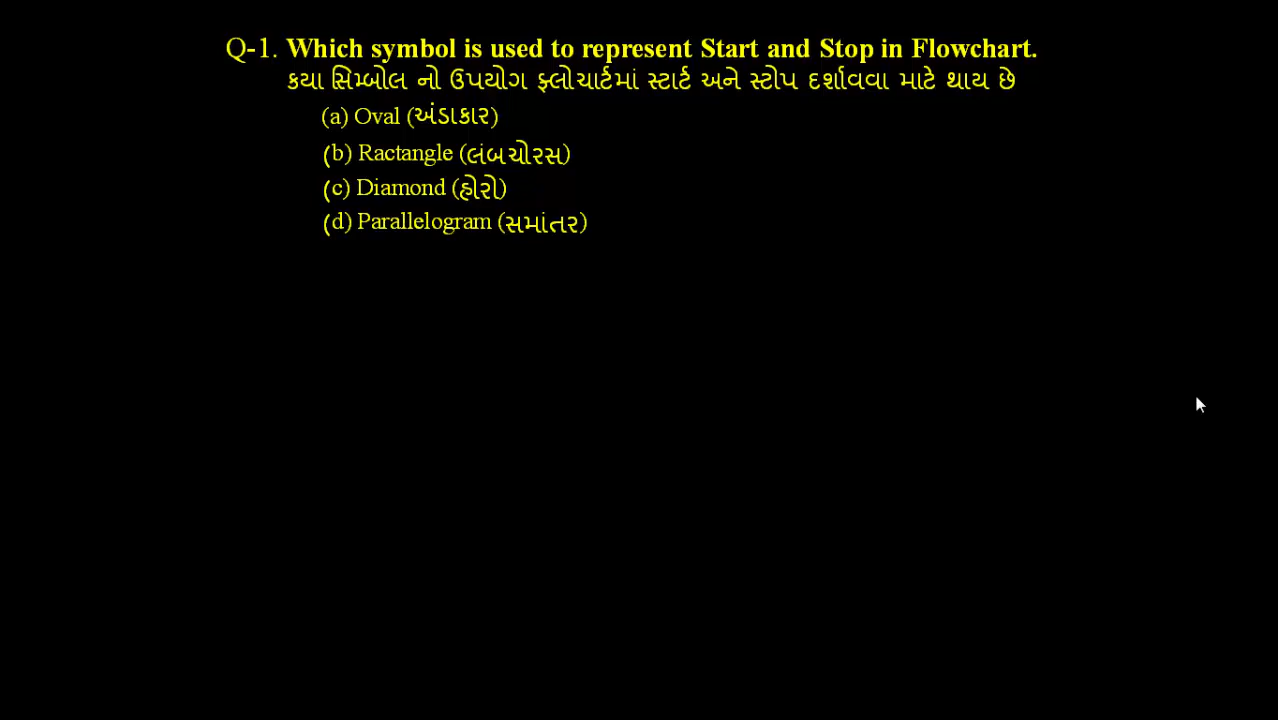 Q-1. Which symbol is used to represent Start and Stop in Flowchart.
કયા સિમ્બોલ નો ઉપયોગ ફ્લોચાર્ટમાં સ્ટાર્ટ અને સ્ટોપ દર્શાવવા માટે થાય છે
(a) Oval (અંડાકાર)
(b) Ractangle (લંબચોરસ)
(c) Diamond (હોરો)
(d) Parallelogram (સમાંતર)